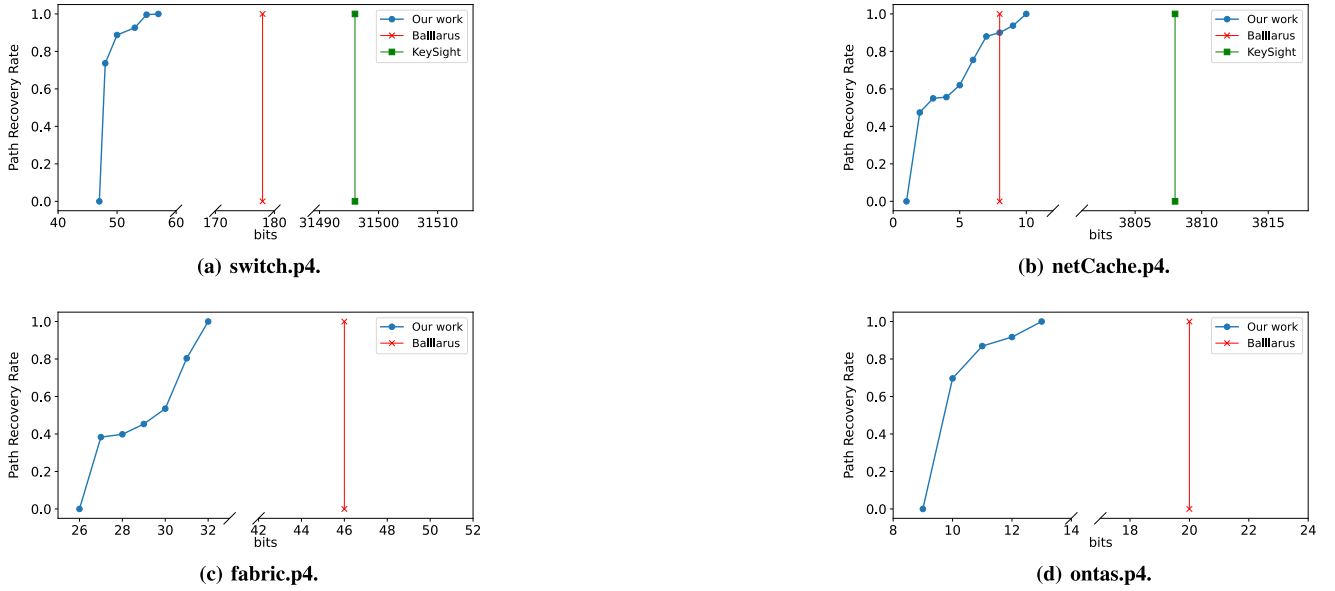 Path Recovery Rate
1.0
0.8
0.6
0.4
0.2
0.0
Our work
Balllarus
KeySight
40 50 60 170 180 31490 31500 31510
bits
(a) switch.p4.
Path Recovery Rate
1.0
0.8
0.6
0.4
0.2
0.0
Our work
Balllarus
KeySight
0 5 10 3805 3810 3815
bits
(b) netCache.p4.
Path Recovery Rate
1.0
0.8
0.6
0.4
0.2
0.0
Our work
Balllarus
26 28 30 32 42 44 46 48 50 52
bits
(c) fabric.p4.
Path Recovery Rate
1.0
0.8
0.6
0.4
0.2
0.0
Our work
Balllarus
8 10 12 14 18 20 22 24
bits
(d) ontas.p4.